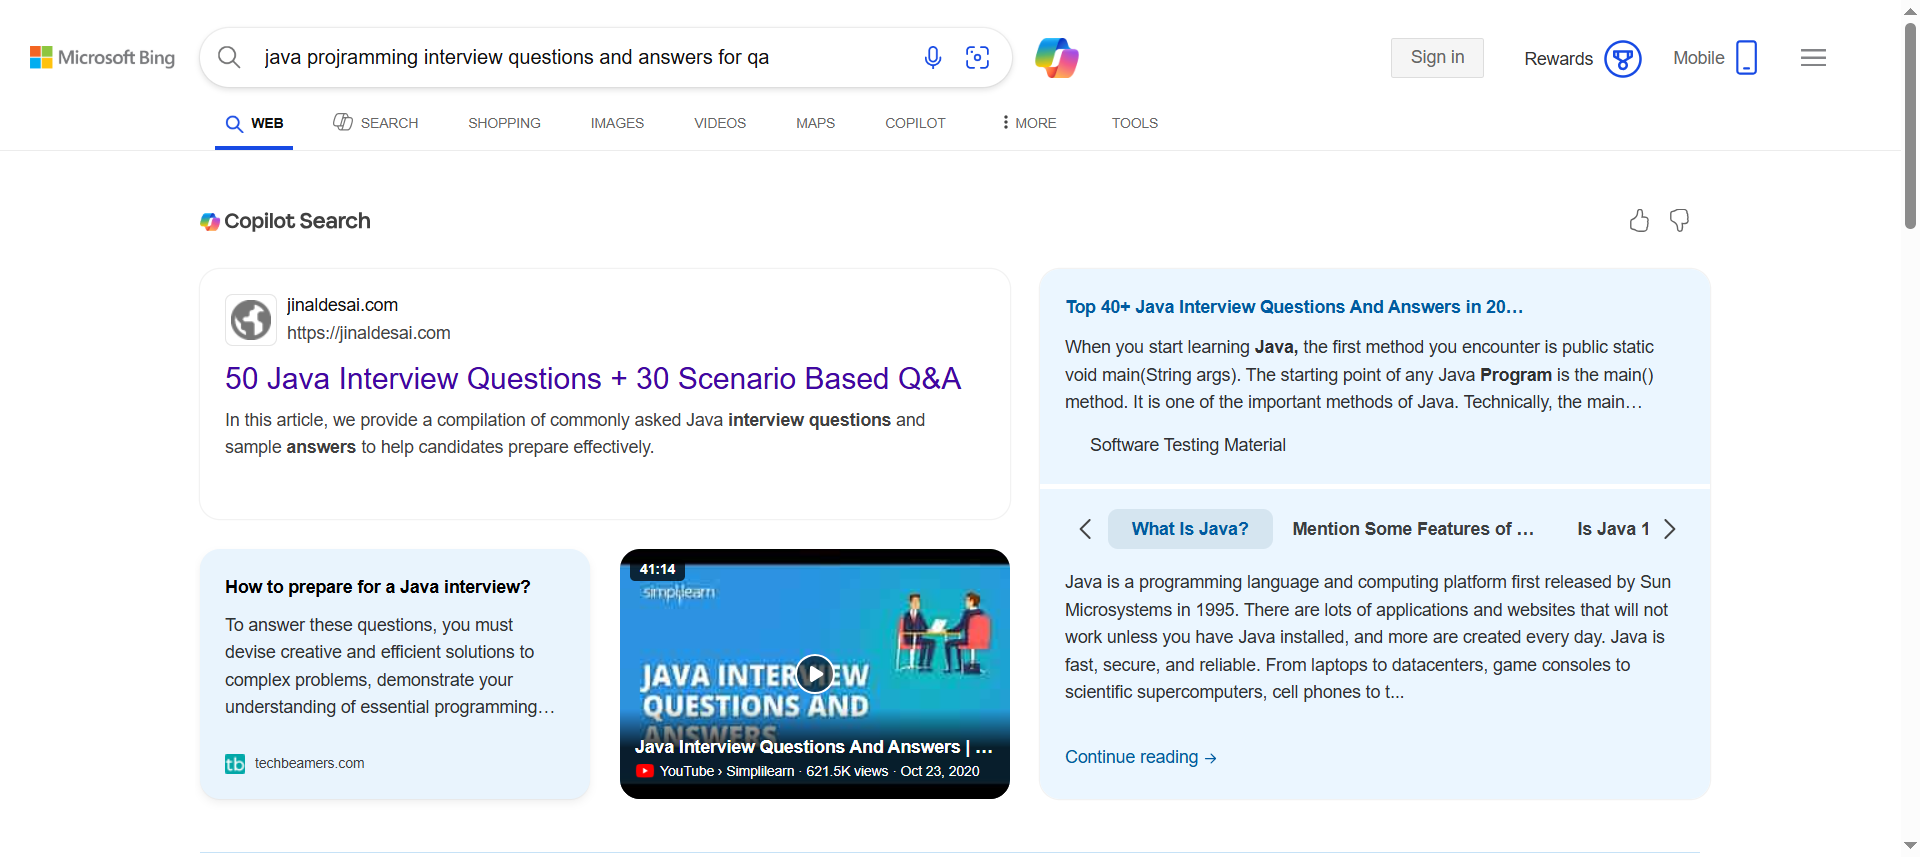 Microsoft Bing
java projramming interview questions and answers for qa
Sign in
Rewards
Mobile
WEB
SEARCH
SHOPPING
IMAGES
VIDEOS
MAPS
COPILOT
MORE
TOOLS
Copilot Search
jinaldesai.com
https://jinaldesai.com
50 Java Interview Questions + 30 Scenario Based Q&A
In this article, we provide a compilation of commonly asked Java interview questions and
sample answers to help candidates prepare effectively.
How to prepare for a Java interview?
To answer these questions, you must
devise creative and efficient solutions to
complex problems, demonstrate your
understanding of essential programming…
tb techbeamers.com
41:14
simplilearn
JAVA INTERVIEW
QUESTIONS AND
ANSWERS
Java Interview Questions And Answers | …
YouTube › Simplilearn · 621.5K views · Oct 23, 2020
Top 40+ Java Interview Questions And Answers in 20…
When you start learning Java, the first method you encounter is public static
void main(String args). The starting point of any Java Program is the main()
method. It is one of the important methods of Java. Technically, the main…
Software Testing Material
What Is Java?
Mention Some Features of …
Is Java 1
Java is a programming language and computing platform first released by Sun
Microsystems in 1995. There are lots of applications and websites that will not
work unless you have Java installed, and more are created every day. Java is
fast, secure, and reliable. From laptops to datacenters, game consoles to
scientific supercomputers, cell phones to t...
Continue reading →